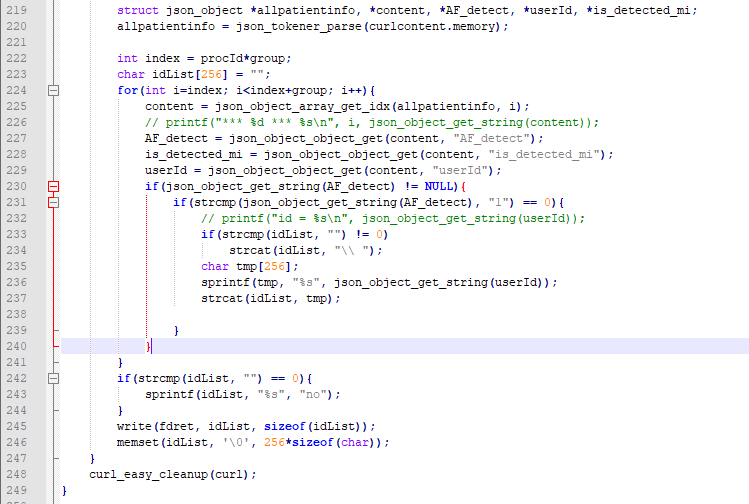 219 struct json_object *allpatientinfo, *content, *AF_detect, *userId, *is_detected_mi;
220 allpatientinfo = json_tokener_parse(curlcontent.memory);
221
222 int index = procId*group;
223 char idList[256] = "";
224 for(int i=index; i<index+group; i++){
225 content = json_object_array_get_idx(allpatientinfo, i);
226 // printf("*** %d *** %s\n", i, json_object_get_string(content));
227 AF_detect = json_object_object_get(content, "AF_detect");
228 is_detected_mi = json_object_object_get(content, "is_detected_mi");
229 userId = json_object_object_get(content, "userId");
230 if(json_object_get_string(AF_detect) != NULL){
231 if(strcmp(json_object_get_string(AF_detect), "1") == 0){
232 // printf("id = %s\n", json_object_get_string(userId));
233 if(strcmp(idList, "") != 0)
234 strcat(idList, "\\ ");
235 char tmp[256];
236 sprintf(tmp, "%s", json_object_get_string(userId));
237 strcat(idList, tmp);
238
239 }
240 }
241 }
242 if(strcmp(idList, "") == 0){
243 sprintf(idList, "%s", "no");
244 }
245 write(fdret, idList, sizeof(idList));
246 memset(idList, '\0', 256*sizeof(char));
247 }
248 curl_easy_cleanup(curl);
249 }